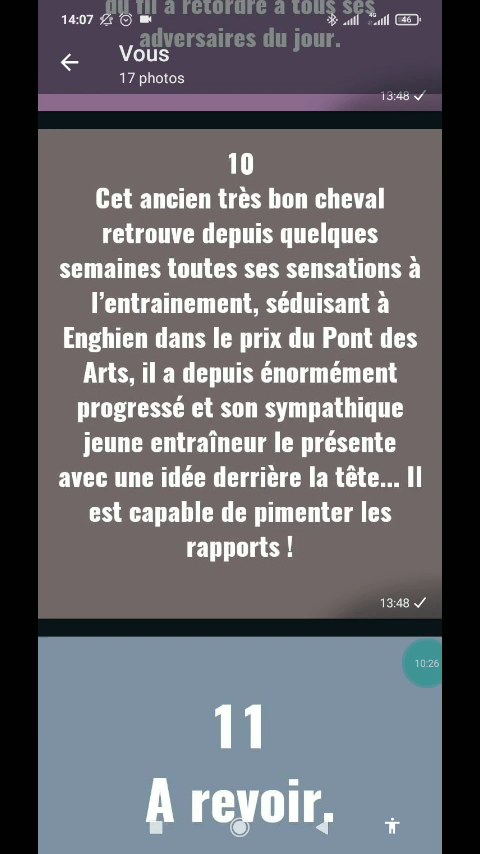 du fil à retordre à tous ses
14:07
4G
46
adversaires du jour.
Vous
17 photos
13:48
10
Cet ancien très bon cheval
retrouve depuis quelques
semaines toutes ses sensations à
l’entrainement, séduisant à
Enghien dans le prix du Pont des
Arts, il a depuis énormément
progressé et son sympathique
jeune entraîneur le présente
avec une idée derrière la tête... Il
est capable de pimenter les
rapports !
13:48
10:26
11
A revoir.